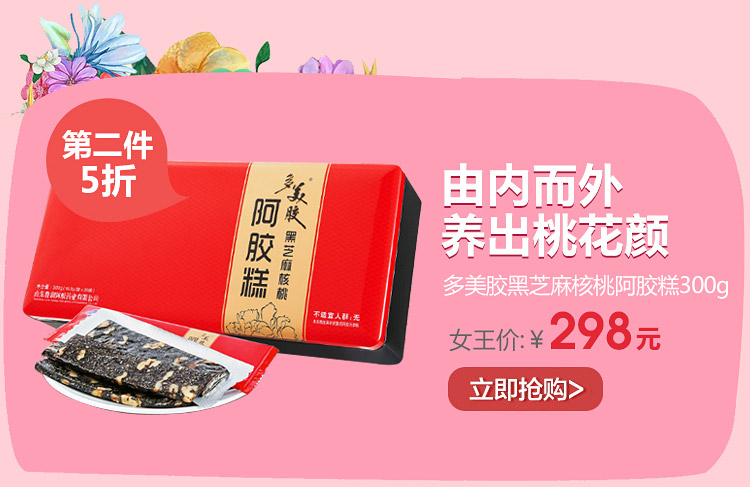 第二件
5折
由内而外
养出桃花颜
多美胶黑芝麻核桃阿胶糕300g
女王价:¥298元
立即抢购>
多美胶®
黑芝麻核桃
阿胶糕
不适宜人群:无